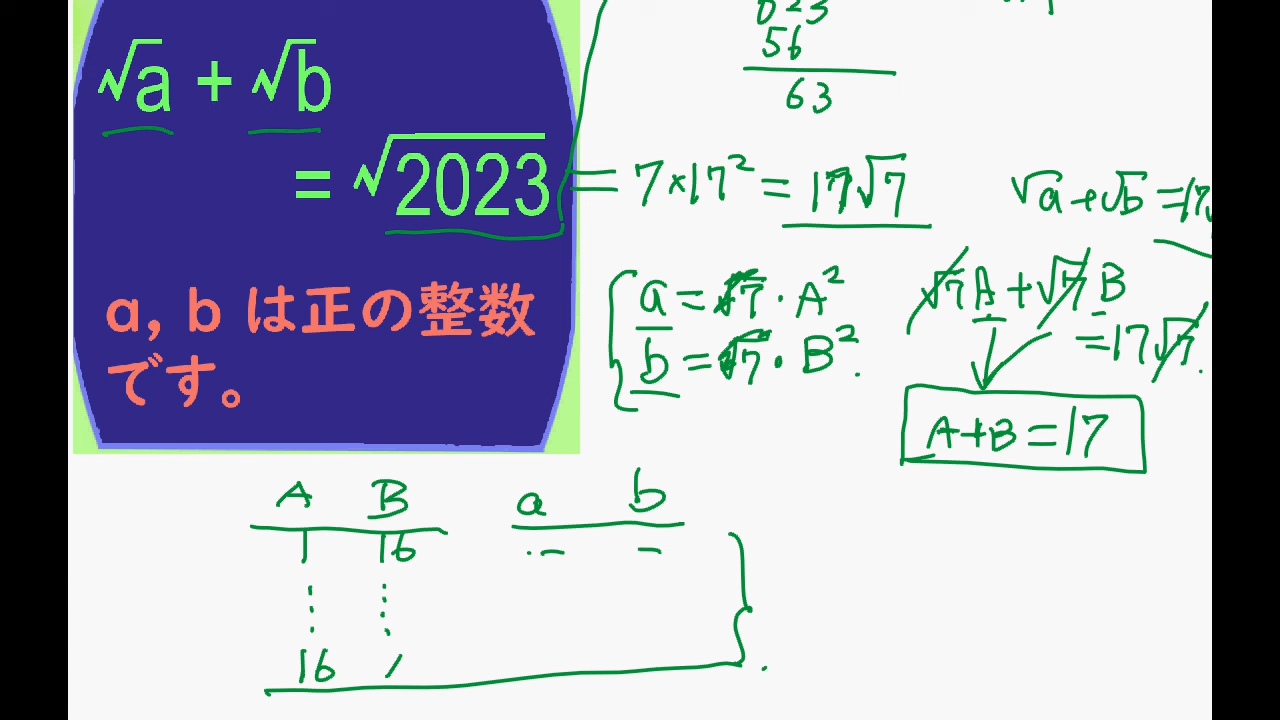 √a + √b
= √2023
a, b は正の整数
です。
56
63
= 7×17² = 17√7
√a+√b=17
a = 7・A²
b = 7・B².
√7A+√7B
=17√7.
A+B=17
A B a b
1 16 ·– –
⋮ ⋮
16 1